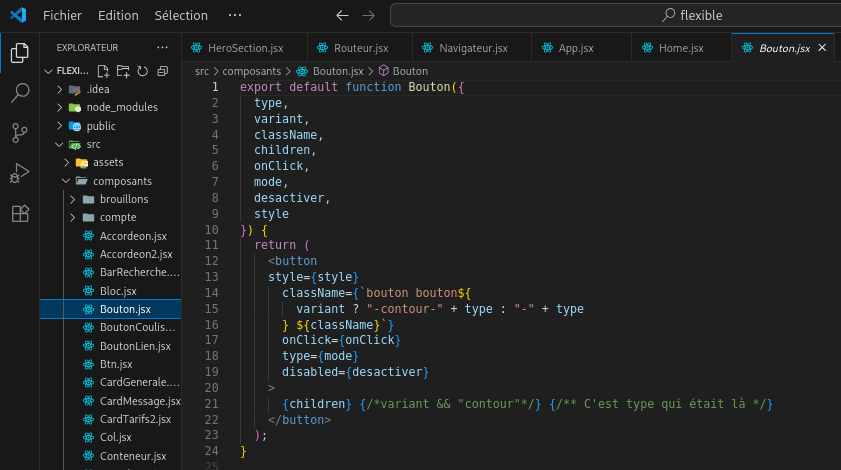 Fichier Edition Sélection ··· flexible
EXPLORATEUR ···
HeroSection.jsx Routeur.jsx Navigateur.jsx App.jsx Home.jsx Bouton.jsx
src > composants > Bouton.jsx > Bouton
FLEXI...
.idea
node_modules
public
src
assets
composants
brouillons
compte
Accordeon.jsx
Accordeon2.jsx
BarRecherche....
Bloc.jsx
Bouton.jsx
BoutonCoulis...
BoutonLien.jsx
Btn.jsx
CardGenerale....
CardMessage.jsx
CardTarifs2.jsx
Col.jsx
Conteneur.jsx
1 export default function Bouton({
2 type,
3 variant,
4 className,
5 children,
6 onClick,
7 mode,
8 desactiver,
9 style
10 }) {
11 return (
12 <button
13 style={style}
14 className={`bouton bouton${
15 variant ? "-contour-" + type : "-" + type
16 } ${className}`}
17 onClick={onClick}
18 type={mode}
19 disabled={desactiver}
20 >
21 {children} {/*variant && "contour"*/} {/** C'est type qui était là */}
22 </button>
23 );
24 }
25